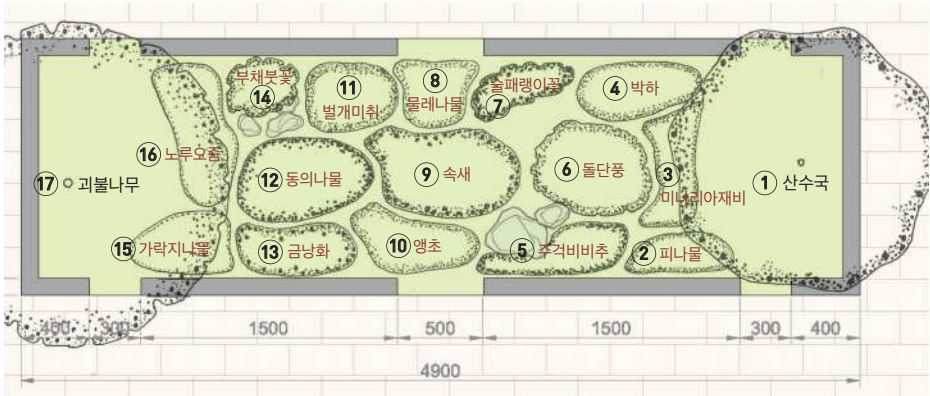 부채붓꽃
⑭
⑪
벌개미취
⑧
물레나물
술패랭이꽃
⑦
④ 박하
⑯ 노루오줌
⑰ 괴불나무
⑫ 동의나물
⑨ 속새
⑥ 돌단풍
③
미나리아재비
① 산수국
⑮ 가락지나물
⑬ 금낭화
⑩ 앵초
⑤ 주걱비비추
② 피나물
400 300 1500 500 1500 300 400
4900